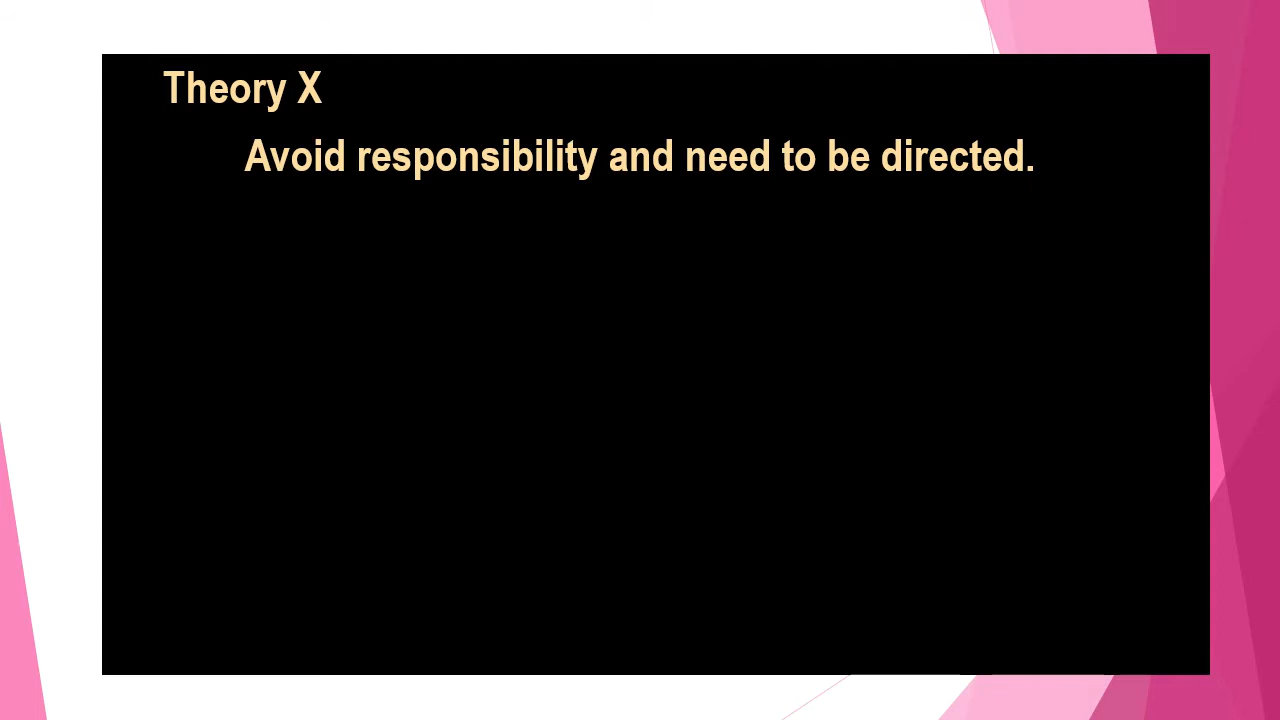 Theory X
Avoid responsibility and need to be directed.